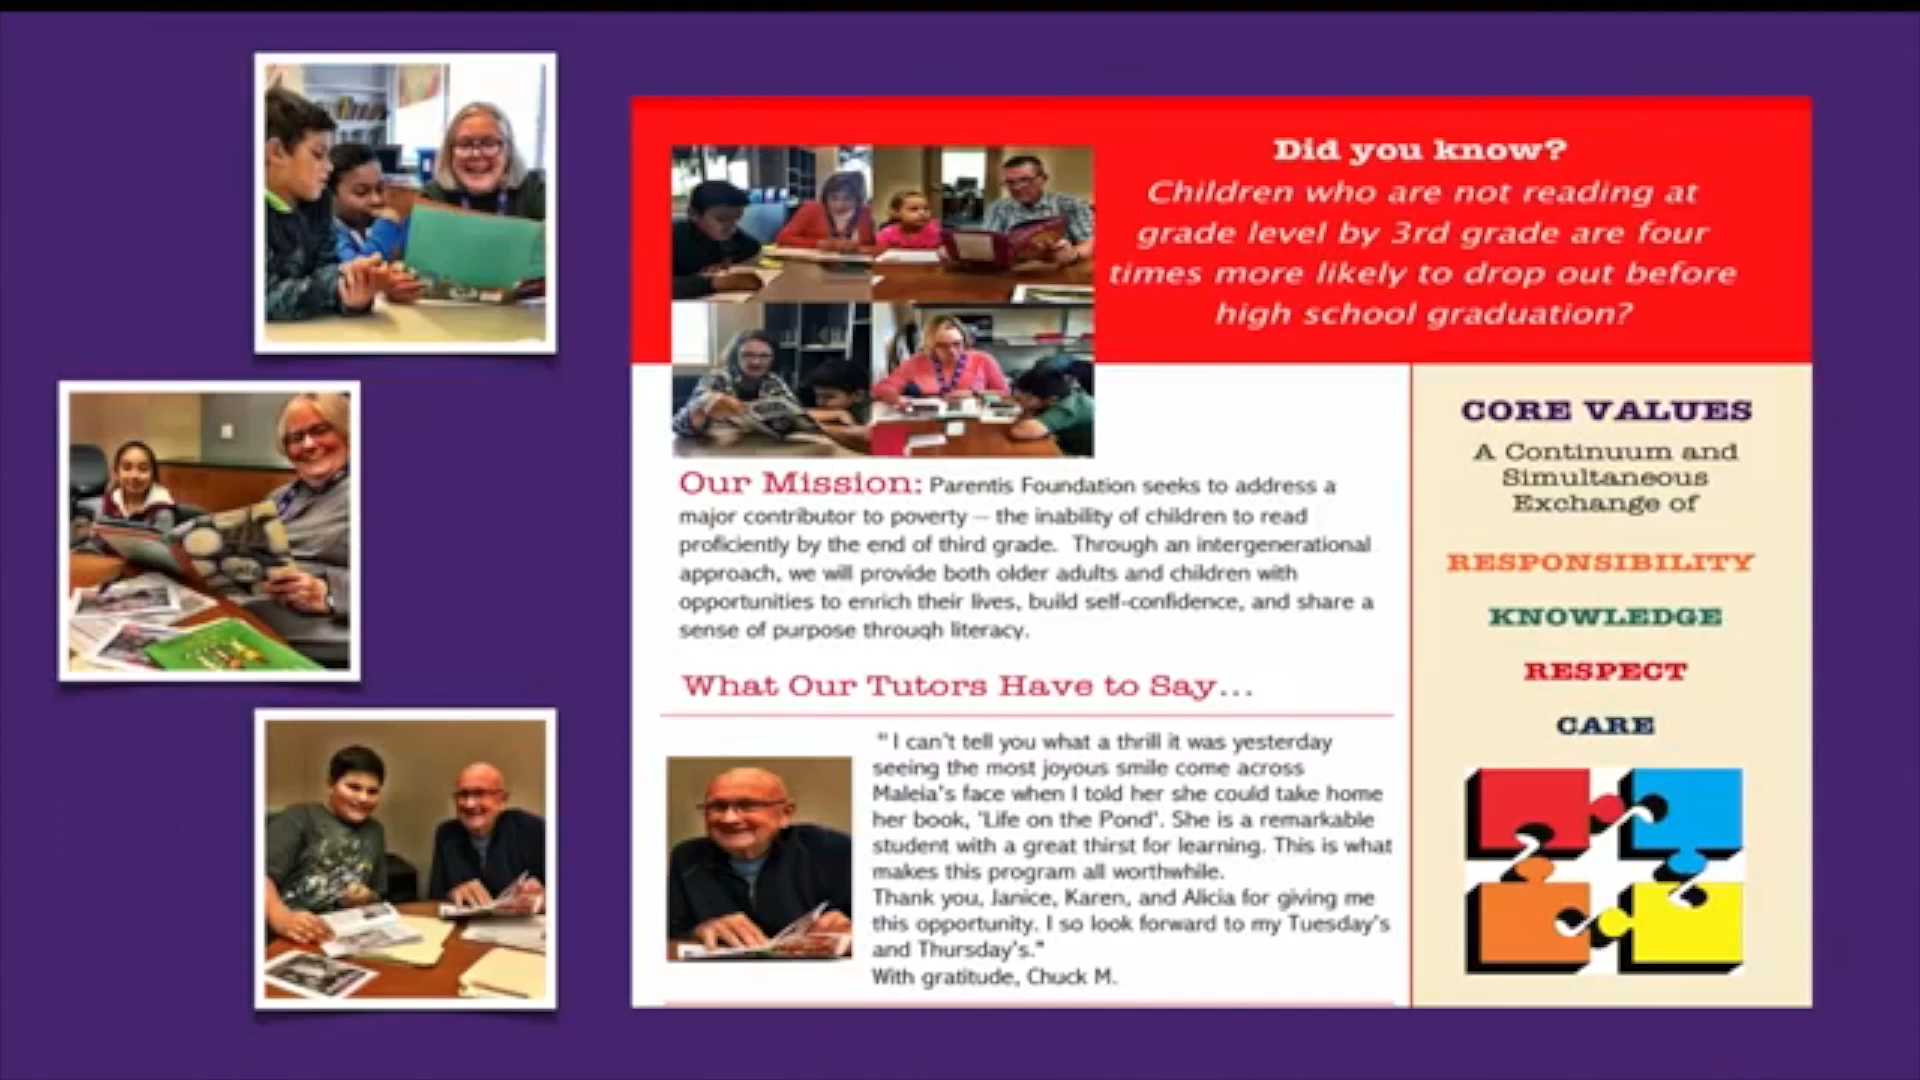 Did you know?
Children who are not reading at
grade level by 3rd grade are four
times more likely to drop out before
high school graduation?
Our Mission: Parentis Foundation seeks to address a
major contributor to poverty – the inability of children to read
proficiently by the end of third grade.  Through an intergenerational
approach, we will provide both older adults and children with
opportunities to enrich their lives, build self-confidence, and share a
sense of purpose through literacy.
What Our Tutors Have to Say...
"I can't tell you what a thrill it was yesterday
seeing the most joyous smile come across
Maleia's face when I told her she could take home
her book, "Life on the Pond'. She is a remarkable
student with a great thirst for learning. This is what
makes this program all worthwhile.
Thank you, Janice, Karen, and Alicia for giving me
this opportunity. I so look forward to my Tuesday's
and Thursday's."
With gratitude, Chuck M.
CORE VALUES
A Continuum and
Simultaneous
Exchange of
RESPONSIBILITY
KNOWLEDGE
RESPECT
CARE